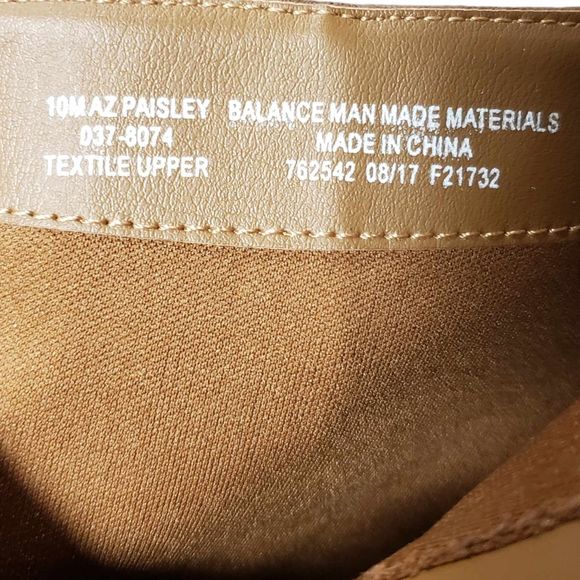 10M AZ PAISLEY BALANCE MAN MADE MATERIALS
037-8074 MADE IN CHINA
TEXTILE UPPER 762542 08/17 F21732